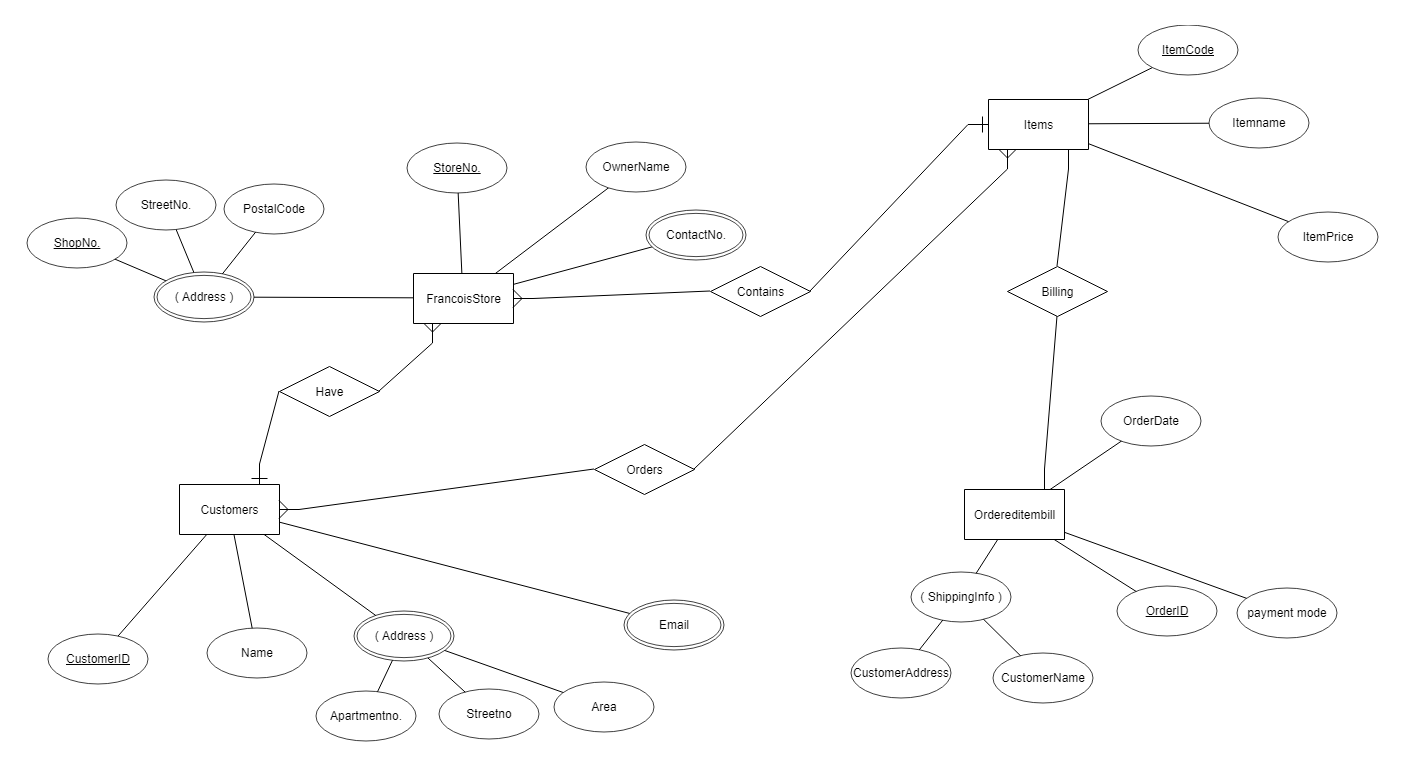 ItemCode
Items
Itemname
StoreNo.
OwnerName
StreetNo.
PostalCode
ShopNo.
ContactNo.
ItemPrice
( Address )
FrancoisStore
Contains
Billing
Have
OrderDate
Orders
Customers
Ordereditembill
( ShippingInfo )
OrderID
payment mode
Email
( Address )
CustomerID
Name
CustomerAddress
CustomerName
Apartmentno.
Streetno
Area